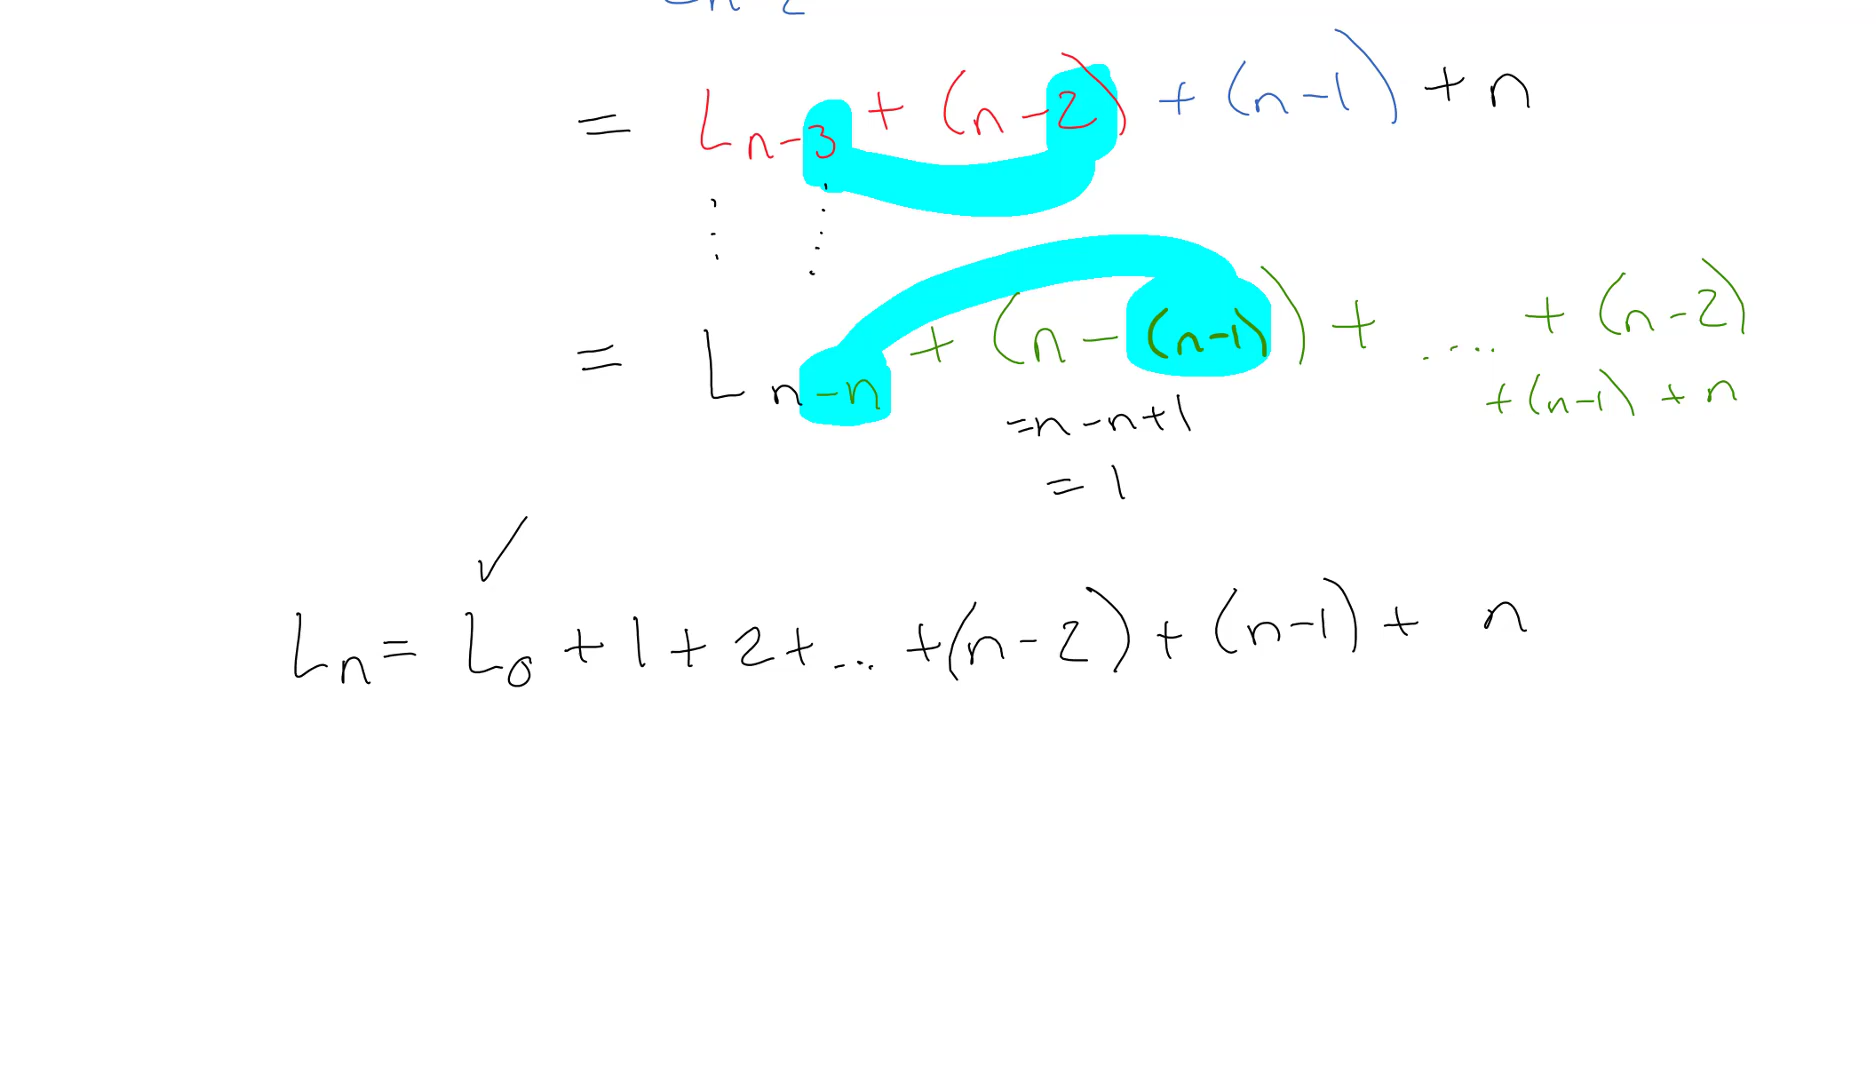 = L_{n-3} + (n-2) + (n-1) + n
= L_{n-n} + (n-(n-1)) + .... + (n-2)
+ (n-1) + n
= n-n+1
= 1
✓
L_n = L_0 + 1 + 2 + ... + (n-2) + (n-1) + n